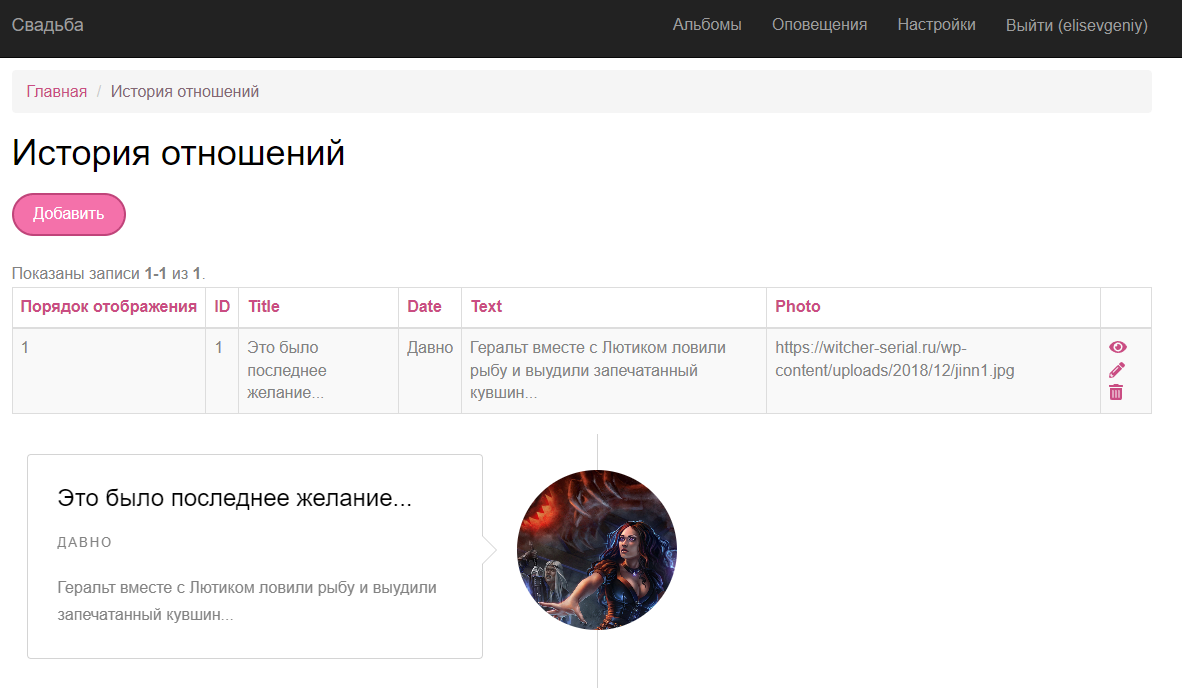 Свадьба Альбомы Оповещения Настройки Выйти (elisevgeniy)
Главная / История отношений
История отношений
Добавить
Показаны записи 1-1 из 1.
Порядок отображения ID Title Date Text Photo
1 1 Это было последнее желание... Давно Геральт вместе с Лютиком ловили рыбу и выудили запечатанный кувшин... https://witcher-serial.ru/wp-content/uploads/2018/12/jinn1.jpg
Это было последнее желание...
ДАВНО
Геральт вместе с Лютиком ловили рыбу и выудили
запечатанный кувшин...